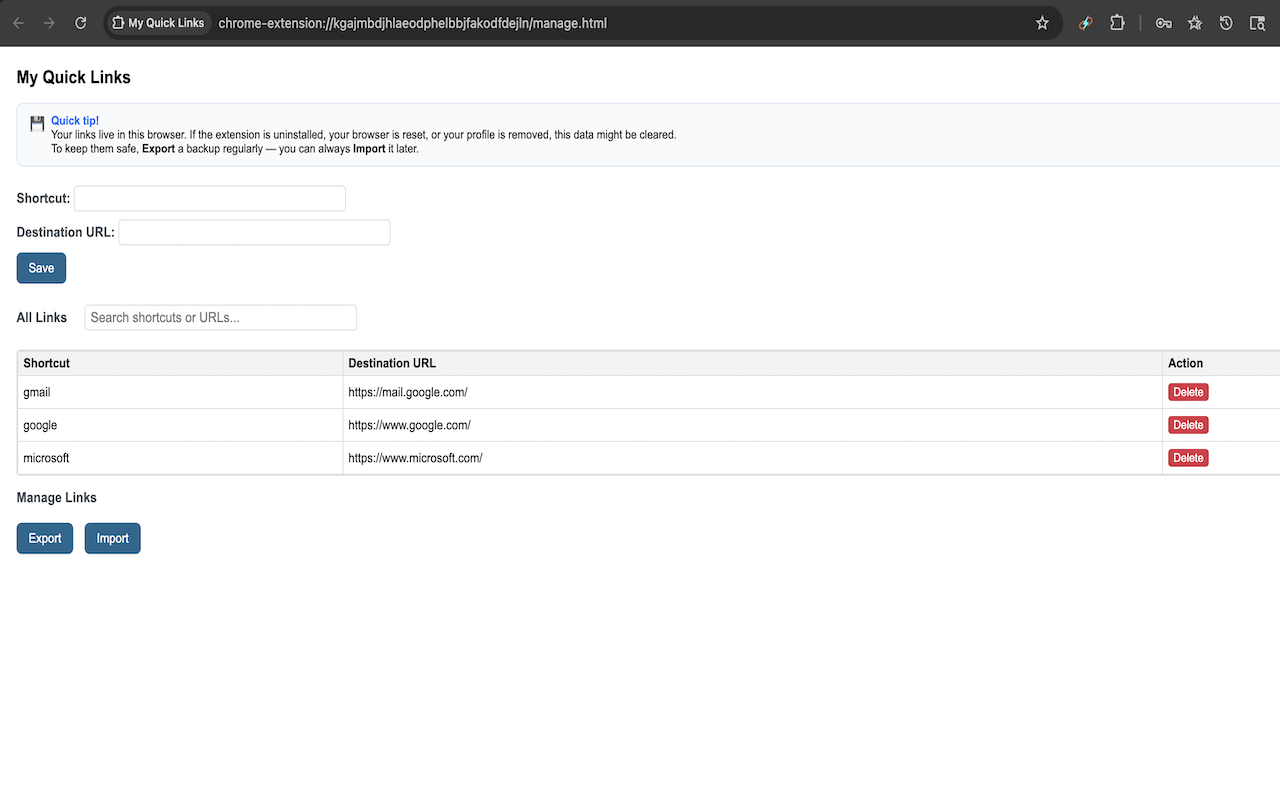 My Quick Links
chrome-extension://kgajmbdjhlaeodphelbbjfakodfdejln/manage.html
My Quick Links
Quick tip!
Your links live in this browser. If the extension is uninstalled, your browser is reset, or your profile is removed, this data might be cleared.
To keep them safe, Export a backup regularly — you can always Import it later.
Shortcut:
Destination URL:
Save
All Links
Search shortcuts or URLs...
Shortcut Destination URL Action
gmail https://mail.google.com/ Delete
google https://www.google.com/ Delete
microsoft https://www.microsoft.com/ Delete
Manage Links
Export Import